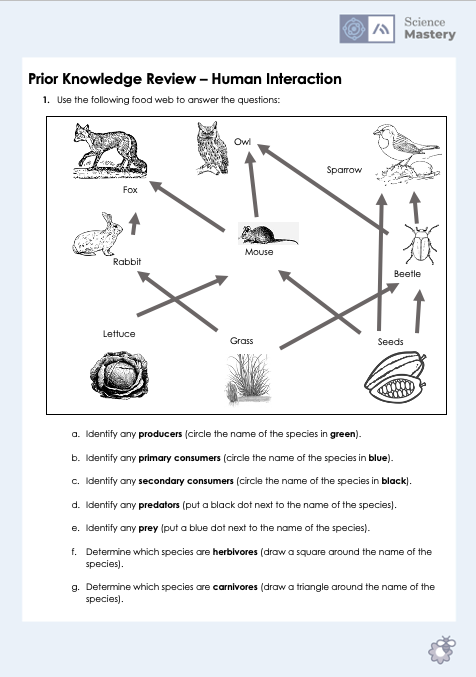 Science
Mastery
Prior Knowledge Review – Human Interaction
1. Use the following food web to answer the questions:
Owl
Sparrow
Fox
Mouse
Rabbit
Beetle
Lettuce
Grass
Seeds
a. Identify any producers (circle the name of the species in green).
b. Identify any primary consumers (circle the name of the species in blue).
c. Identify any secondary consumers (circle the name of the species in black).
d. Identify any predators (put a black dot next to the name of the species).
e. Identify any prey (put a blue dot next to the name of the species).
f. Determine which species are herbivores (draw a square around the name of the
species).
g. Determine which species are carnivores (draw a triangle around the name of the
species).